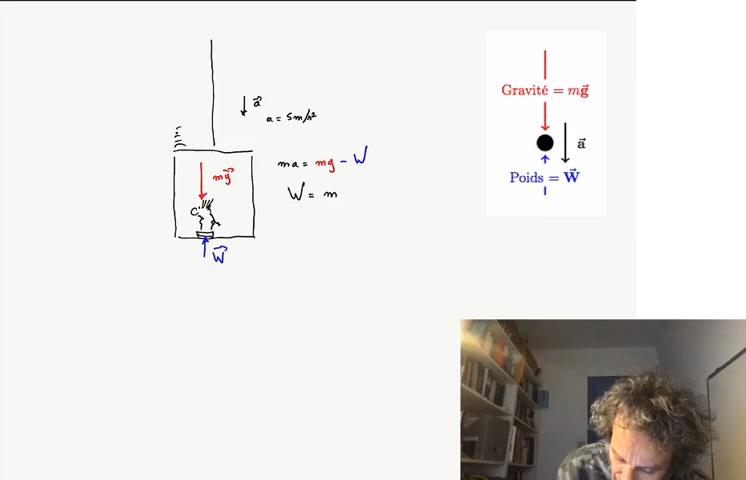 a⃗
a = 5m/s²
ma = mg - W
W = m
mg⃗
W⃗
Gravité = mg⃗
a⃗
Poids = W⃗